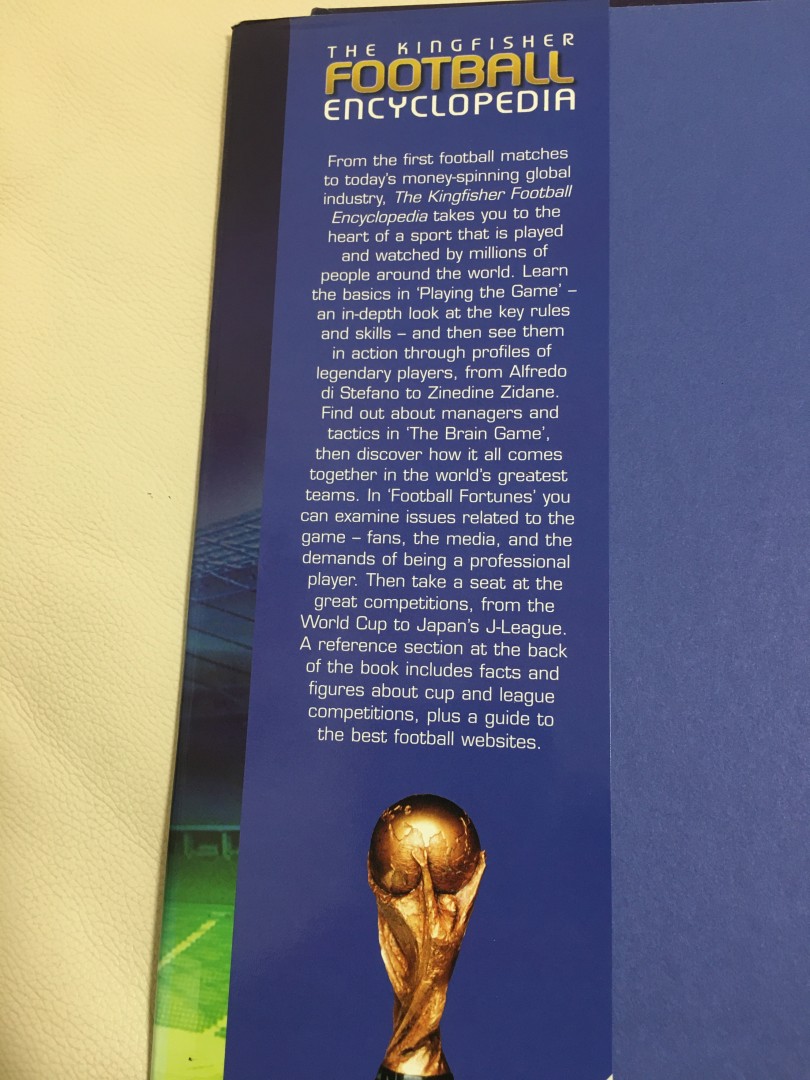 THE KINGFISHER
FOOTBALL
ENCYCLOPEDIA
From the first football matches
to today's money-spinning global
industry, The Kingfisher Football
Encyclopedia takes you to the
heart of a sport that is played
and watched by millions of
people around the world. Learn
the basics in 'Playing the Game' –
an in-depth look at the key rules
and skills – and then see them
in action through profiles of
legendary players, from Alfredo
di Stefano to Zinedine Zidane.
Find out about managers and
tactics in 'The Brain Game',
then discover how it all comes
together in the world's greatest
teams. In 'Football Fortunes' you
can examine issues related to the
game – fans, the media, and the
demands of being a professional
player. Then take a seat at the
great competitions, from the
World Cup to Japan's J-League.
A reference section at the back
of the book includes facts and
figures about cup and league
competitions, plus a guide to
the best football websites.